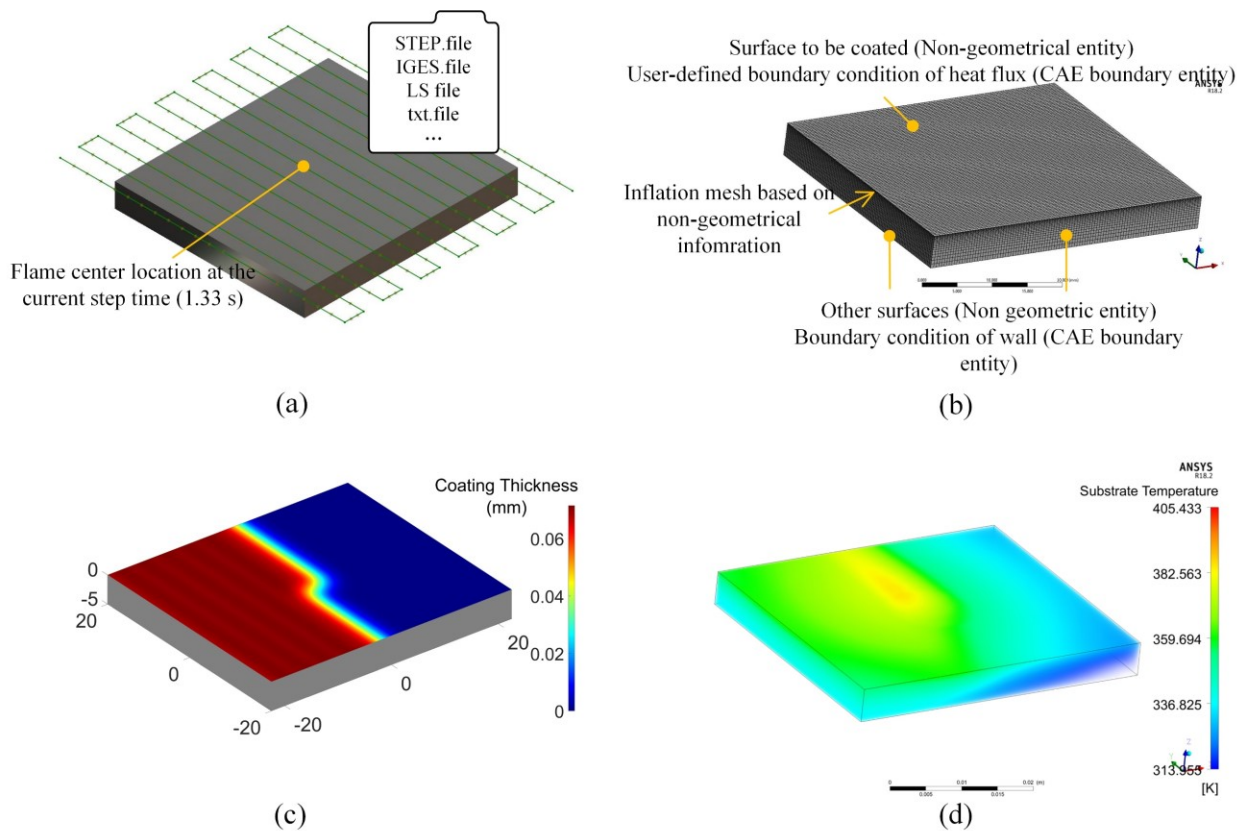 STEP.file
IGES.file
LS file
txt.file
...
Flame center location at the
current step time (1.33 s)
(a)
Surface to be coated (Non-geometrical entity)
User-defined boundary condition of heat flux (CAE boundary entity)
ANSYS
R18.2
Inflation mesh based on
non-geometrical
infomration
Other surfaces (Non geometric entity)
Boundary condition of wall (CAE boundary
entity)
(b)
Coating Thickness
(mm)
0.06
0.04
0.02
0
0
-5
20
0
-20
-20
0
20
(c)
ANSYS
R18.2
Substrate Temperature
405.433
382.563
359.694
336.825
313.955
[K]
0
0.01
0.02 (m)
0.005
0.015
Y
Z
(d)